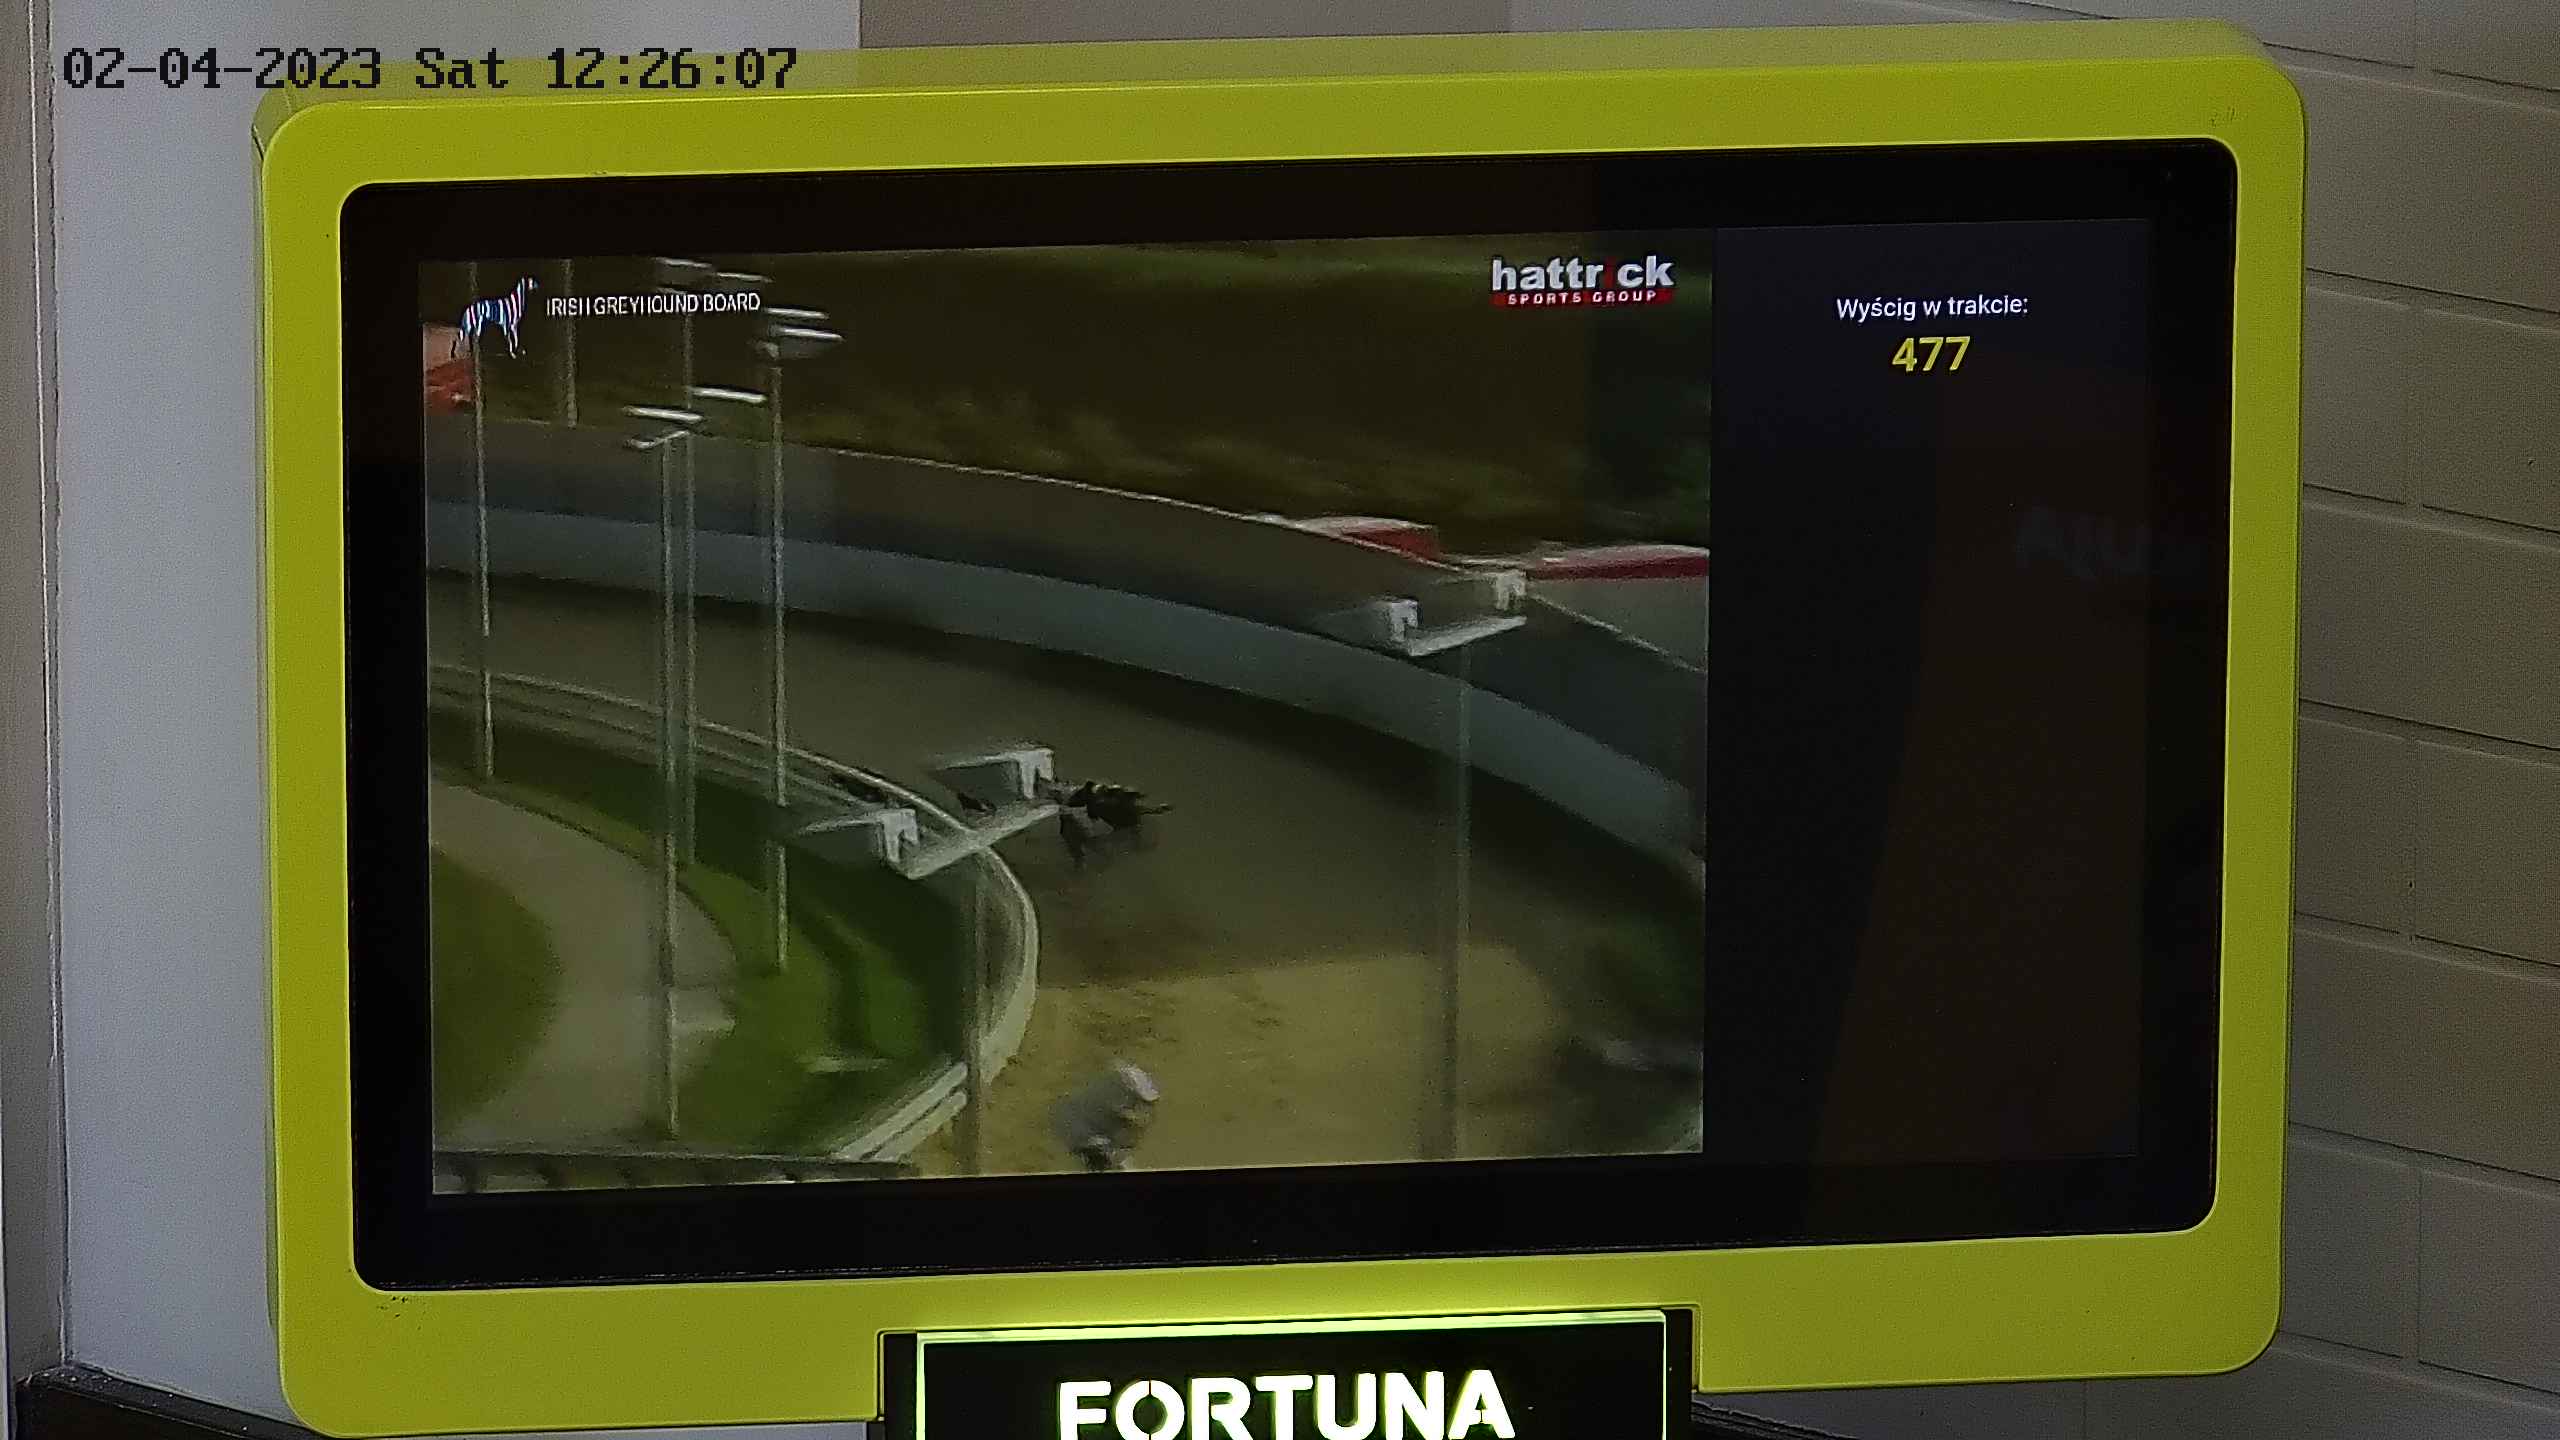 02-04-2023 Sat 12:26:07
IRISH GREYHOUND BOARD
hattrick
SPORTS GROUP
Wyścig w trakcie:
477
FORTUNA